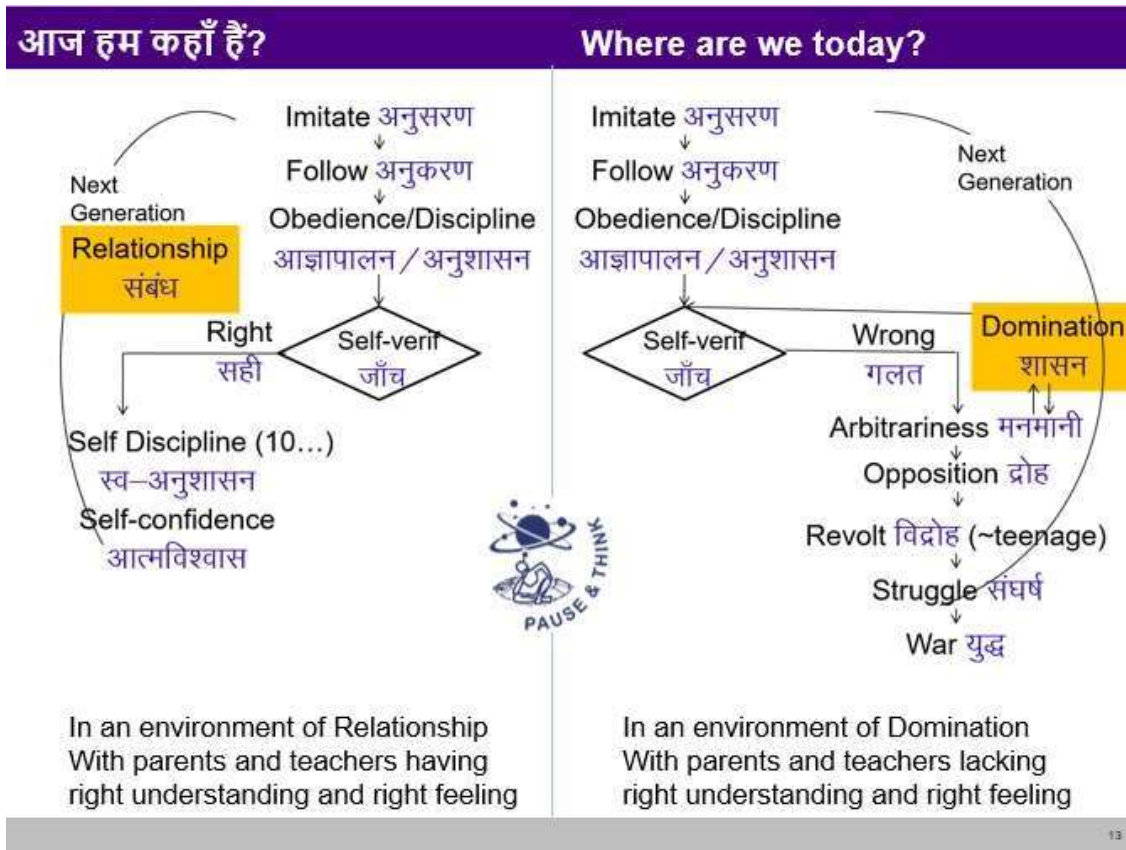 आज हम कहाँ हैं?
Where are we today?
Imitate अनुसरण
Follow अनुकरण
Next
Generation
Obedience/Discipline
आज्ञापालन / अनुशासन
Relationship
संबंध
Right
सही
Self-verif
जाँच
Self Discipline (10...)
स्व–अनुशासन
Self-confidence
आत्मविश्वास
In an environment of Relationship
With parents and teachers having
right understanding and right feeling
Imitate अनुसरण
Follow अनुकरण
Next
Generation
Obedience/Discipline
आज्ञापालन / अनुशासन
Self-verif
जाँच
Wrong
गलत
Domination
शासन
Arbitrariness मनमानी
Opposition द्रोह
Revolt विद्रोह (~teenage)
Struggle संघर्ष
War युद्ध
In an environment of Domination
With parents and teachers lacking
right understanding and right feeling
PAUSE & THINK
13